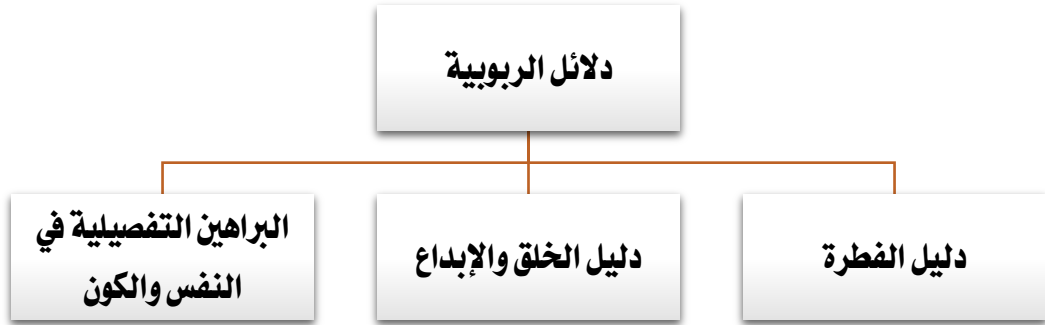 دلائل الربوبية
دليل الفطرة
دليل الخلق والإبداع
البراهين التفصيلية في
النفس والكون